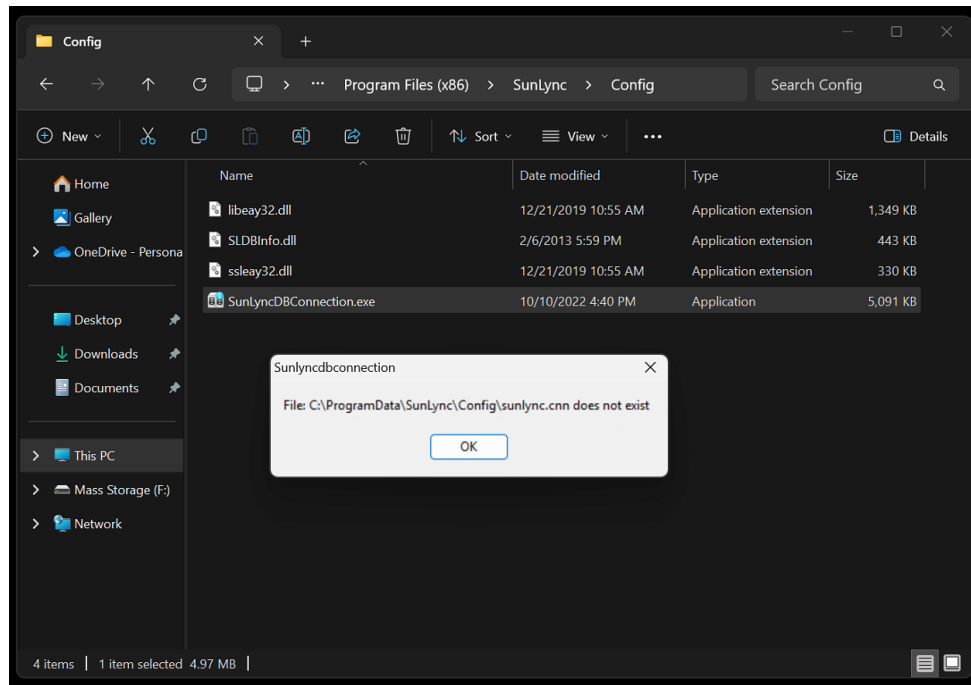 Config
Program Files (x86) SunLync Config
Search Config
New
Sort
View
Details
Name Date modified Type Size
Home
Gallery
OneDrive - Persona
Desktop
Downloads
Documents
This PC
Mass Storage (F:)
Network
libeay32.dll 12/21/2019 10:55 AM Application extension 1,349 KB
SLDBInfo.dll 2/6/2013 5:59 PM Application extension 443 KB
ssleay32.dll 12/21/2019 10:55 AM Application extension 330 KB
SunLyncDBConnection.exe 10/10/2022 4:40 PM Application 5,091 KB
Sunlyncdbconnection
File: C:\ProgramData\SunLync\Config\sunlync.cnn does not exist
OK
4 items 1 item selected 4.97 MB